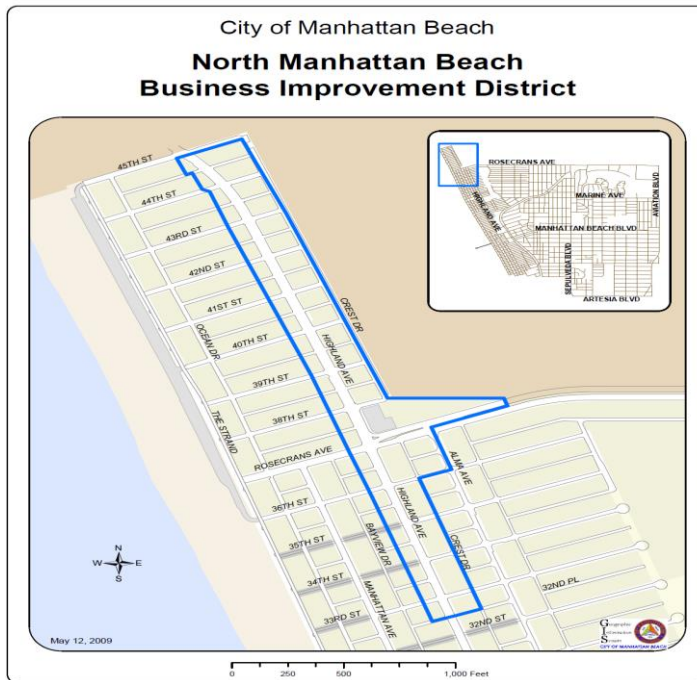 City of Manhattan Beach
North Manhattan Beach
Business Improvement District
45TH ST
44TH ST
43RD ST
42ND ST
41ST ST
40TH ST
39TH ST
38TH ST
ROSECRANS AVE
36TH ST
35TH ST
34TH ST
33RD ST
OCEAN DR
THE STRAND
CREST DR
HIGHLAND AVE
HIGHLAND AVE
BAYVIEW DR
MANHATTAN AVE
ALMA AVE
CREST DR
32ND PL
32ND ST
ROSECRANS AVE
MARINE AVE
AVIATION BLVD
HIGHLAND AVE
MANHATTAN BEACH BLVD
SEPULVEDA BLVD
ARTESIA BLVD
N
W E
S
May 12, 2009
Geographic
Information
System
CITY OF MANHATTAN BEACH
0 250 500 1,000 Feet